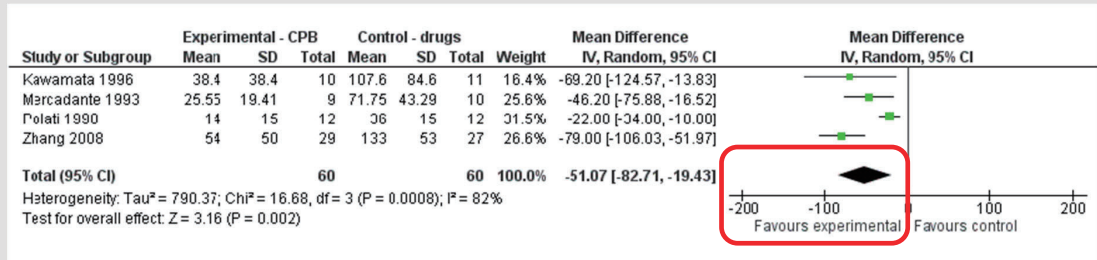 Experimental - CPB Control - drugs Mean Difference Mean Difference
Study or Subgroup Mean SD Total Mean SD Total Weight IV, Random, 95% CI IV, Random, 95% CI
Kawamata 1996 38.4 38.4 10 107.6 84.6 11 16.4% -69.20 [-124.57, -13.83]
Mercadante 1993 25.55 19.41 9 71.75 43.29 10 25.6% -46.20 [-75.88, -16.52]
Polati 1990 14 15 12 36 15 12 31.5% -22.00 [-34.00, -10.00]
Zhang 2008 54 50 29 133 53 27 26.6% -79.00 [-106.03, -51.97]
Total (95% CI) 60 60 100.0% -51.07 [-82.71, -19.43]
Heterogeneity: Tau² = 790.37; Chi² = 16.68, df = 3 (P = 0.0008); I² = 82%
Test for overall effect: Z = 3.16 (P = 0.002)
-200 -100 0 100 200
Favours experimental Favours control